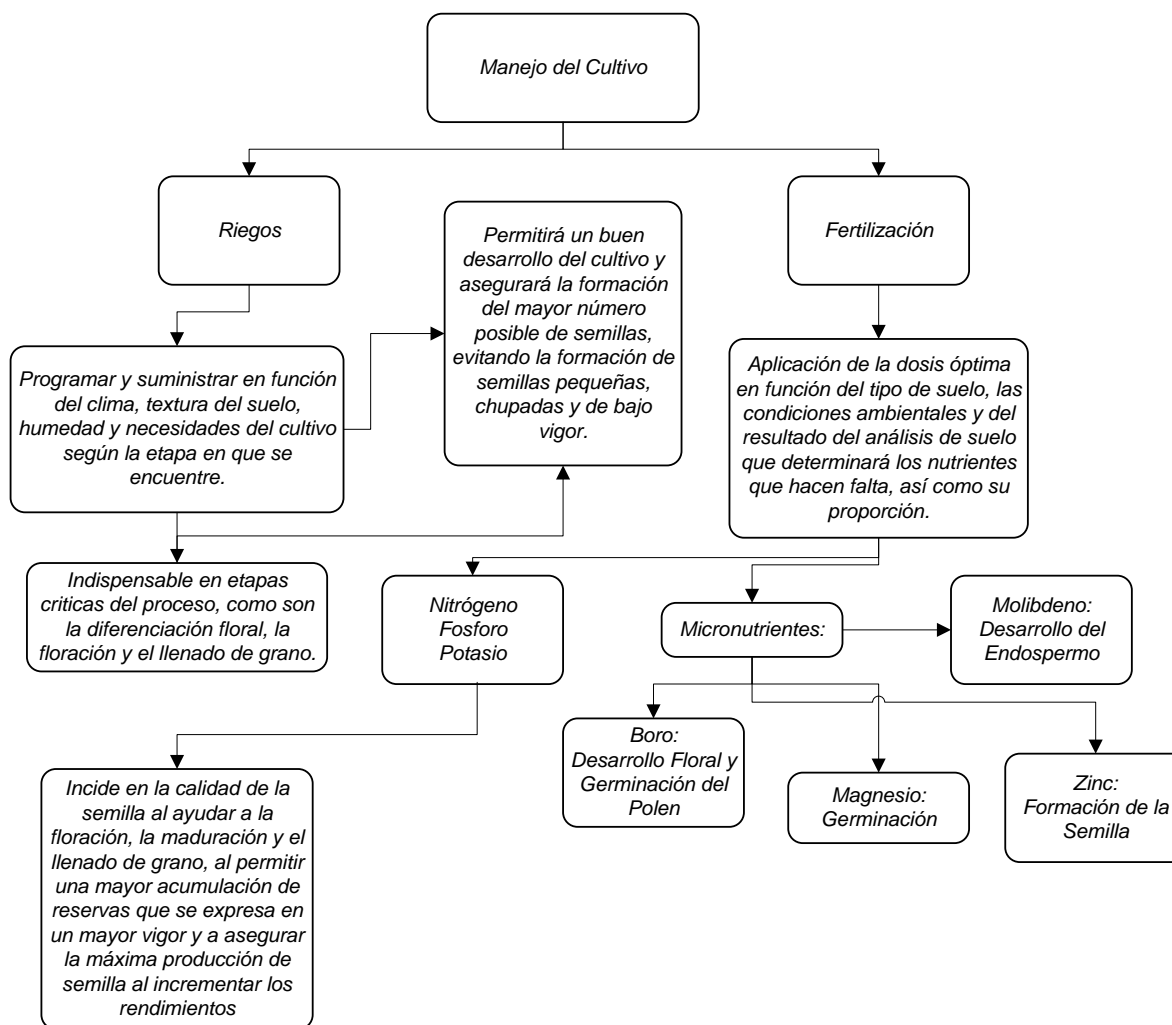 Manejo del Cultivo
Riegos
Permitirá un buen
desarrollo del cultivo y
asegurará la formación
del mayor número
posible de semillas,
evitando la formación de
semillas pequeñas,
chupadas y de bajo
vigor.
Fertilización
Programar y suministrar en función
del clima, textura del suelo,
humedad y necesidades del cultivo
según la etapa en que se
encuentre.
Aplicación de la dosis óptima
en función del tipo de suelo, las
condiciones ambientales y del
resultado del análisis de suelo
que determinará los nutrientes
que hacen falta, así como su
proporción.
Indispensable en etapas
criticas del proceso, como son
la diferenciación floral, la
floración y el llenado de grano.
Nitrógeno
Fosforo
Potasio
Micronutrientes:
Molibdeno:
Desarrollo del
Endospermo
Boro:
Desarrollo Floral y
Germinación del
Polen
Magnesio:
Germinación
Zinc:
Formación de la
Semilla
Incide en la calidad de la
semilla al ayudar a la
floración, la maduración y el
llenado de grano, al permitir
una mayor acumulación de
reservas que se expresa en
un mayor vigor y a asegurar
la máxima producción de
semilla al incrementar los
rendimientos